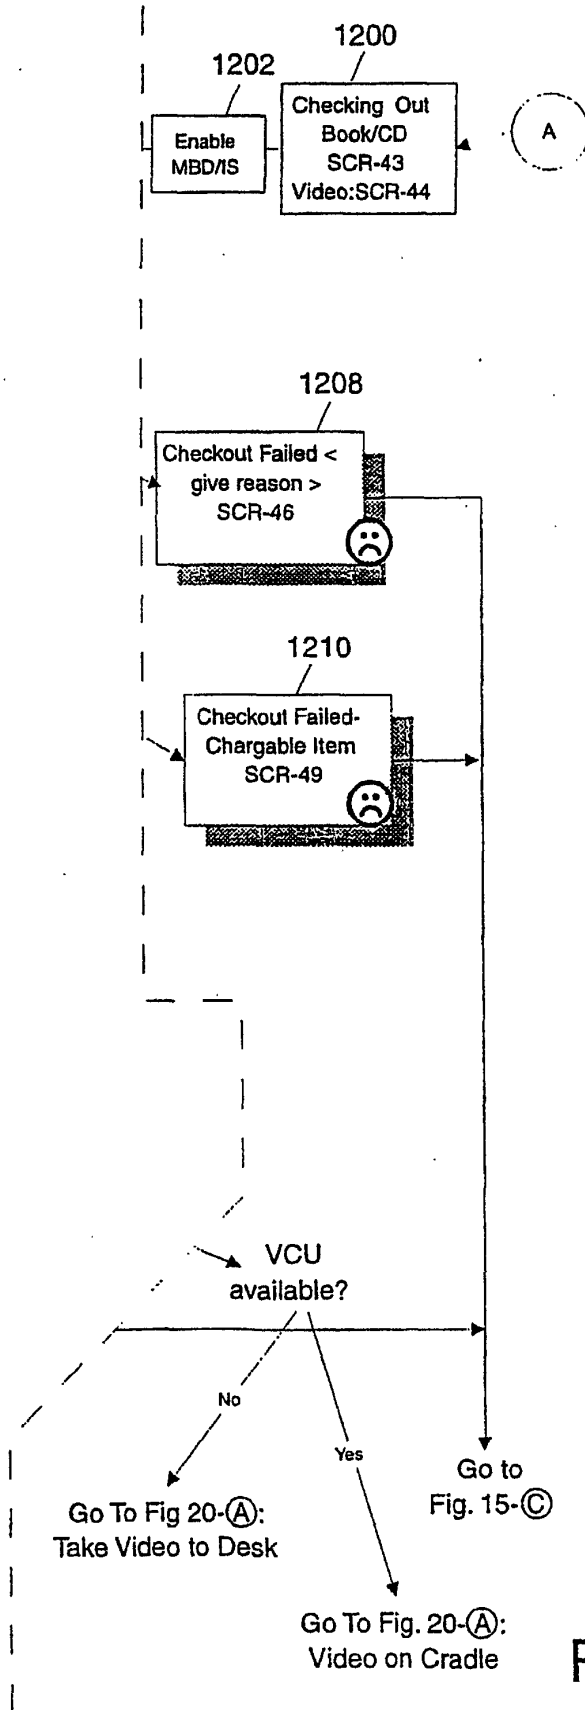 1200
1202
Checking Out
Book/CD
SCR-43
Video:SCR-44
Enable
MBD/IS
A
1208
Checkout Failed <
give reason >
SCR-46
1210
Checkout Failed-
Chargable Item
SCR-49
VCU
available?
No
Yes
Go to
Fig. 15-Ⓒ
Go To Fig 20-Ⓐ:
Take Video to Desk
Go To Fig. 20-Ⓐ:
Video on Cradle